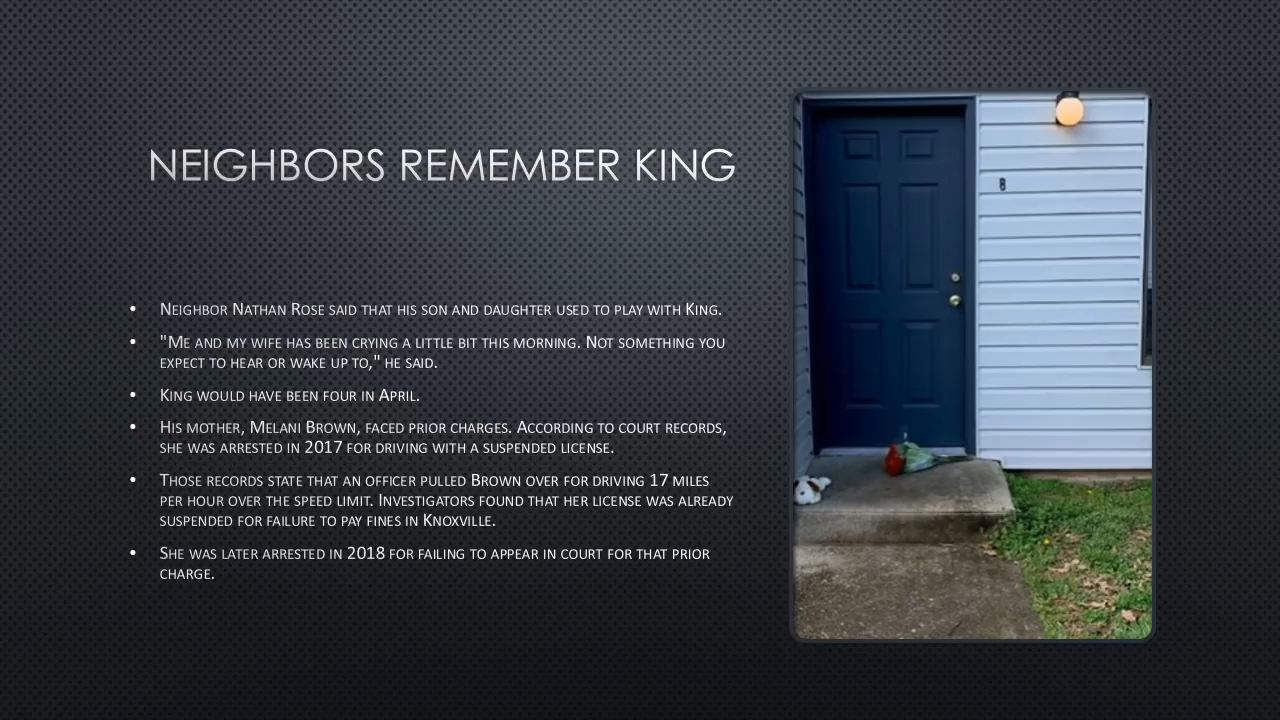 NEIGHBORS REMEMBER KING
• Neighbor Nathan Rose said that his son and daughter used to play with King.
• "Me and my wife has been crying a little bit this morning. Not something you
expect to hear or wake up to," he said.
• King would have been four in April.
• His mother, Melani Brown, faced prior charges. According to court records,
she was arrested in 2017 for driving with a suspended license.
• Those records state that an officer pulled Brown over for driving 17 miles
per hour over the speed limit. Investigators found that her license was already
suspended for failure to pay fines in Knoxville.
• She was later arrested in 2018 for failing to appear in court for that prior
charge.
B